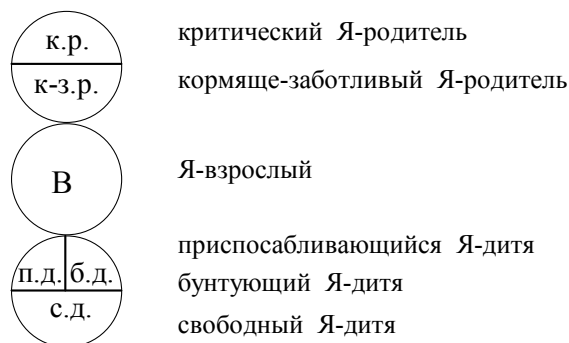 к.р. критический Я-родитель
к-з.р. кормяще-заботливый Я-родитель
В Я-взрослый
приспосабливающийся Я-дитя
п.д. б.д. бунтующий Я-дитя
с.д. свободный Я-дитя